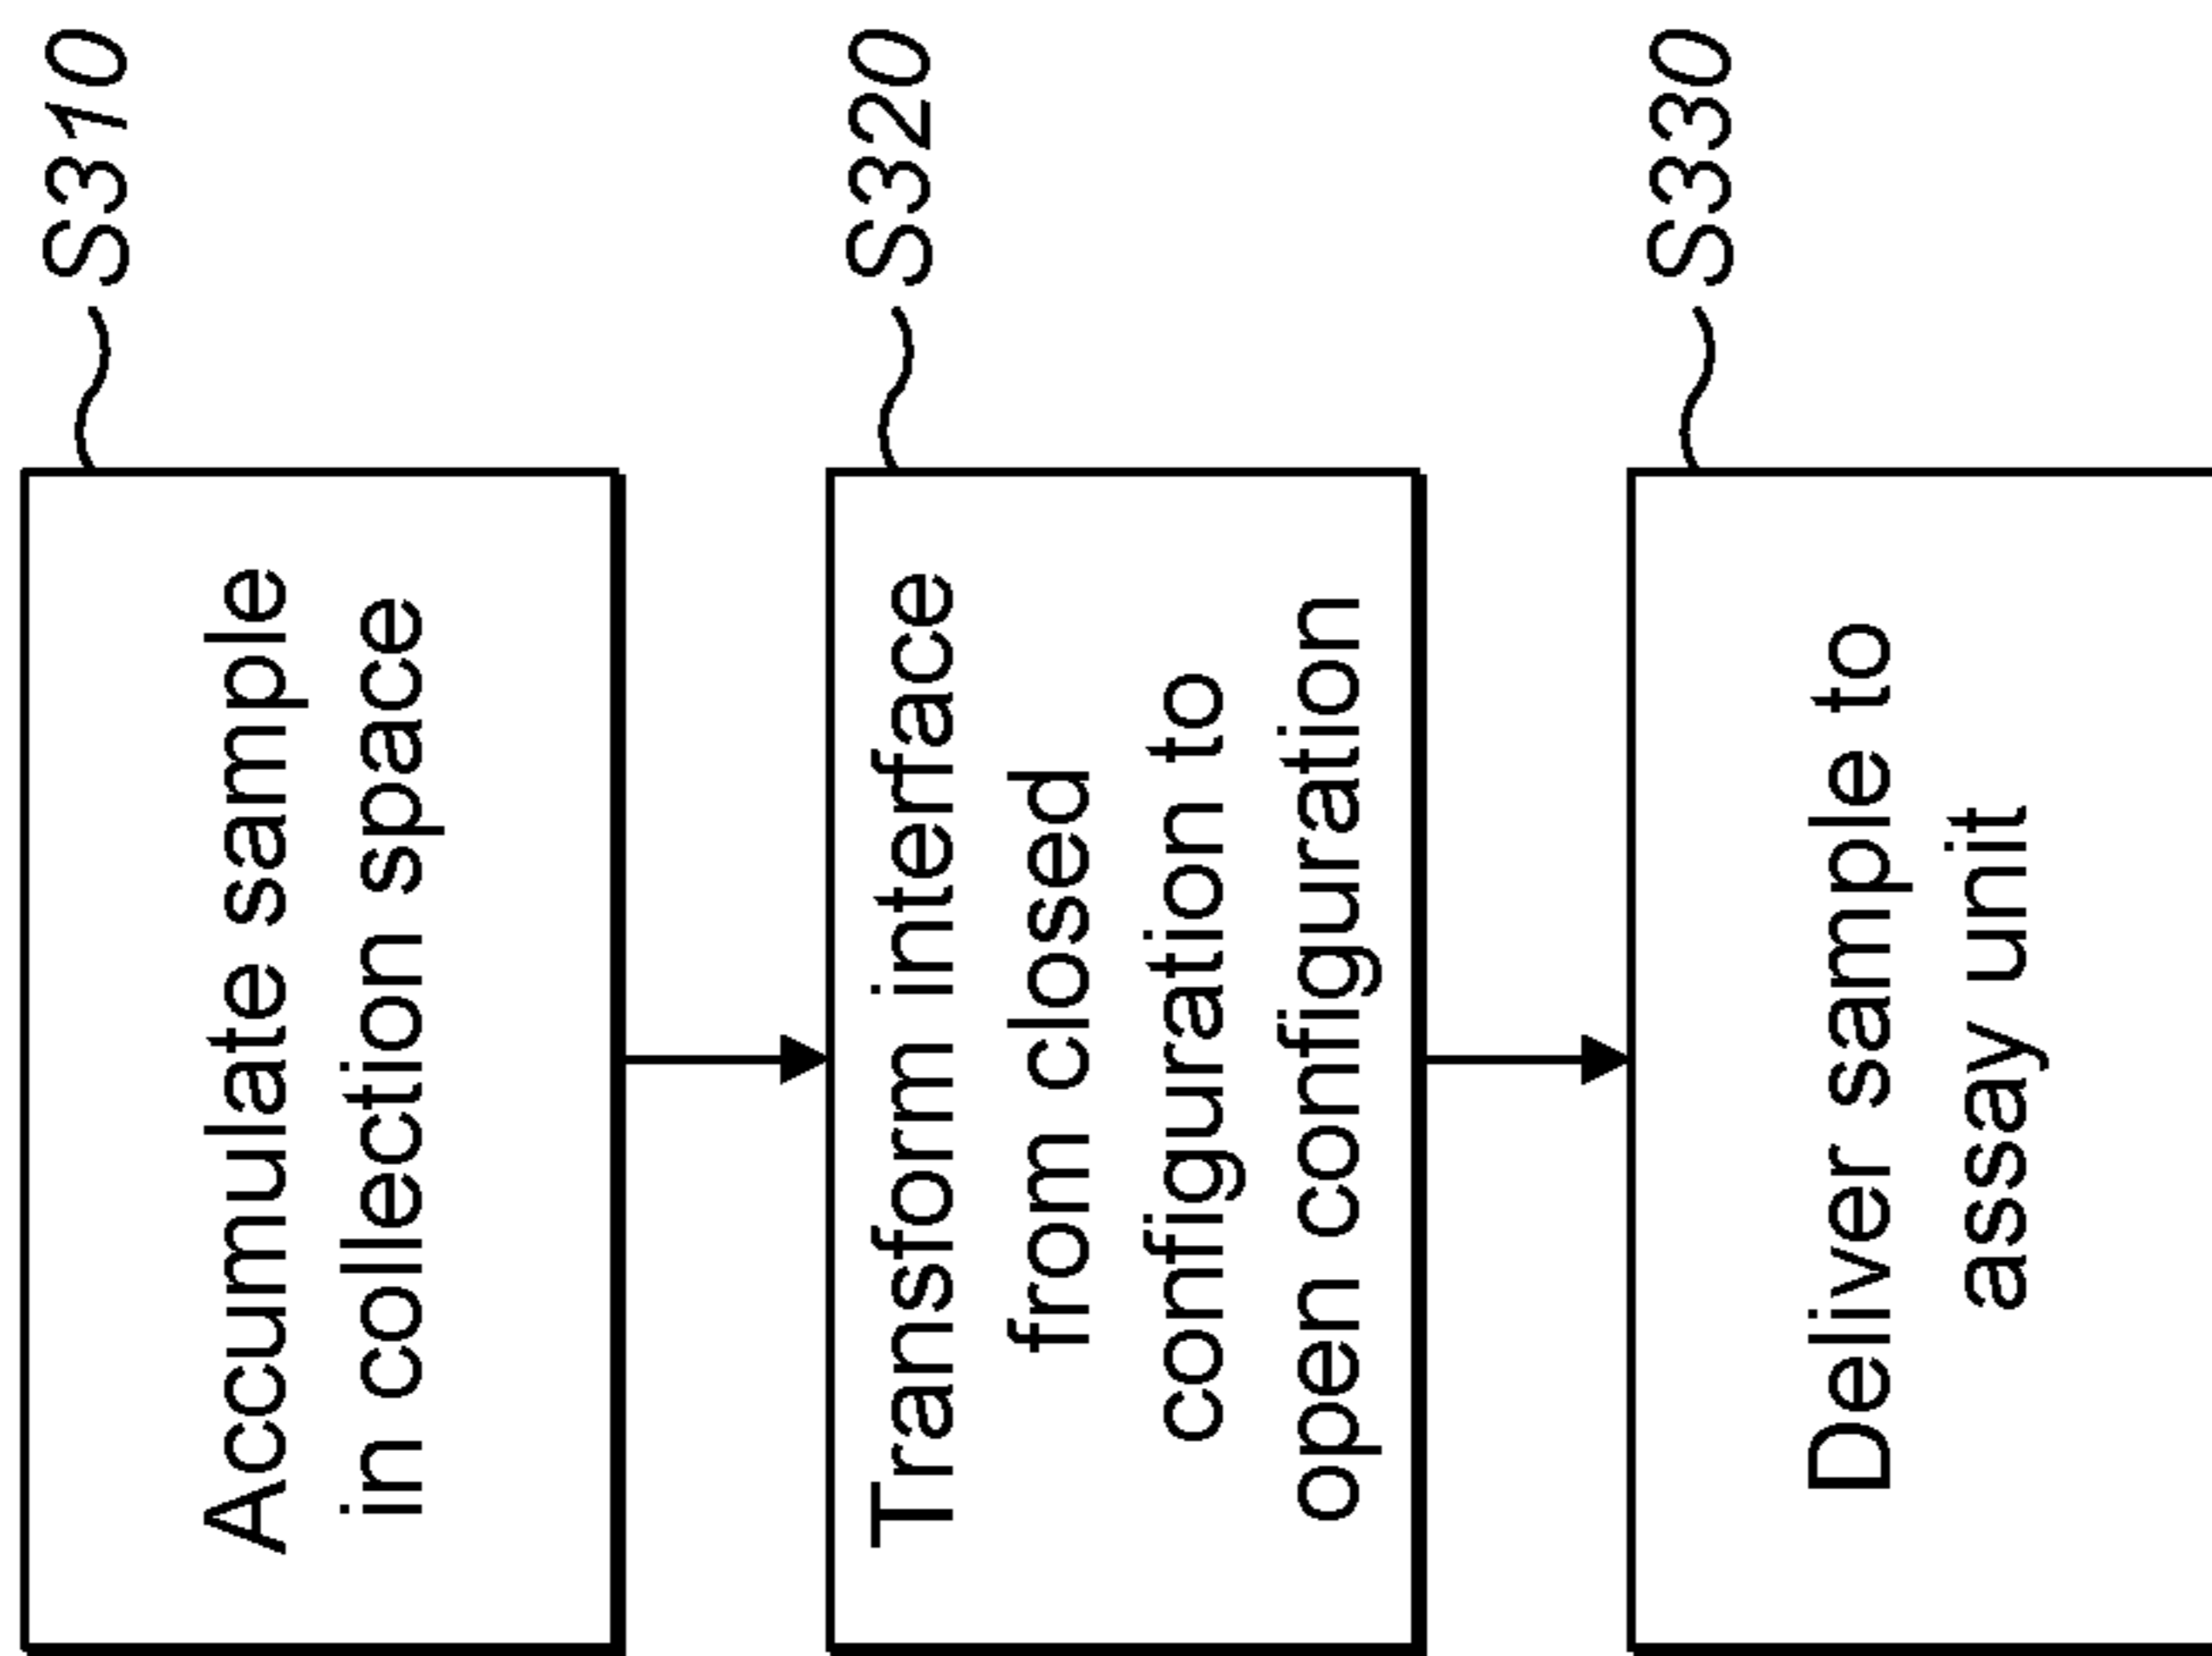 S310
Accumulate sample
in collection space
S320
Transform interface
from closed
configuration to
open configuration
S330
Deliver sample to
assay unit